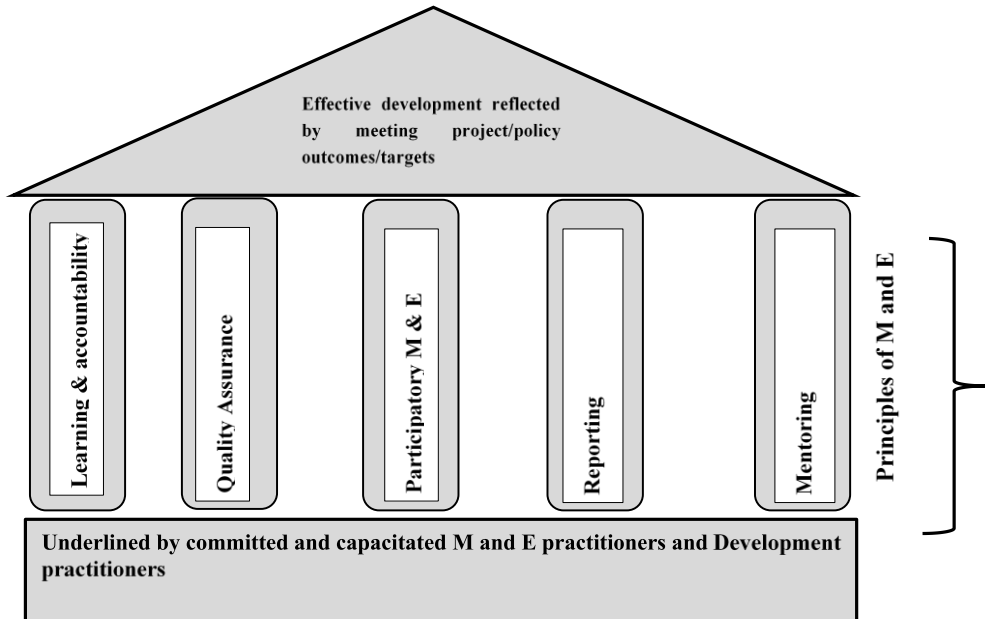 Effective development reflected
by meeting project/policy
outcomes/targets
Learning & accountability
Quality Assurance
Participatory M & E
Reporting
Mentoring
Principles of M and E
Underlined by committed and capacitated M and E practitioners and Development
practitioners